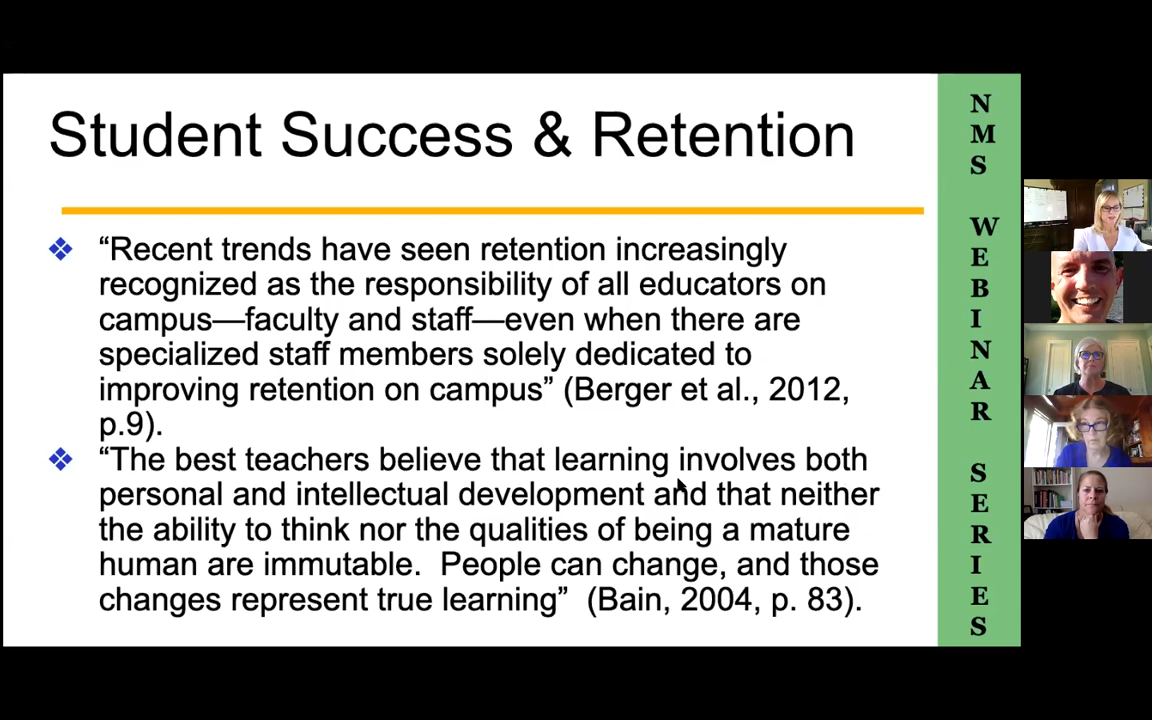 Student Success & Retention
“Recent trends have seen retention increasingly
recognized as the responsibility of all educators on
campus—faculty and staff—even when there are
specialized staff members solely dedicated to
improving retention on campus” (Berger et al., 2012,
p.9).
“The best teachers believe that learning involves both
personal and intellectual development and that neither
the ability to think nor the qualities of being a mature
human are immutable.  People can change, and those
changes represent true learning”  (Bain, 2004, p. 83).
NMS WEBINAR SERIES